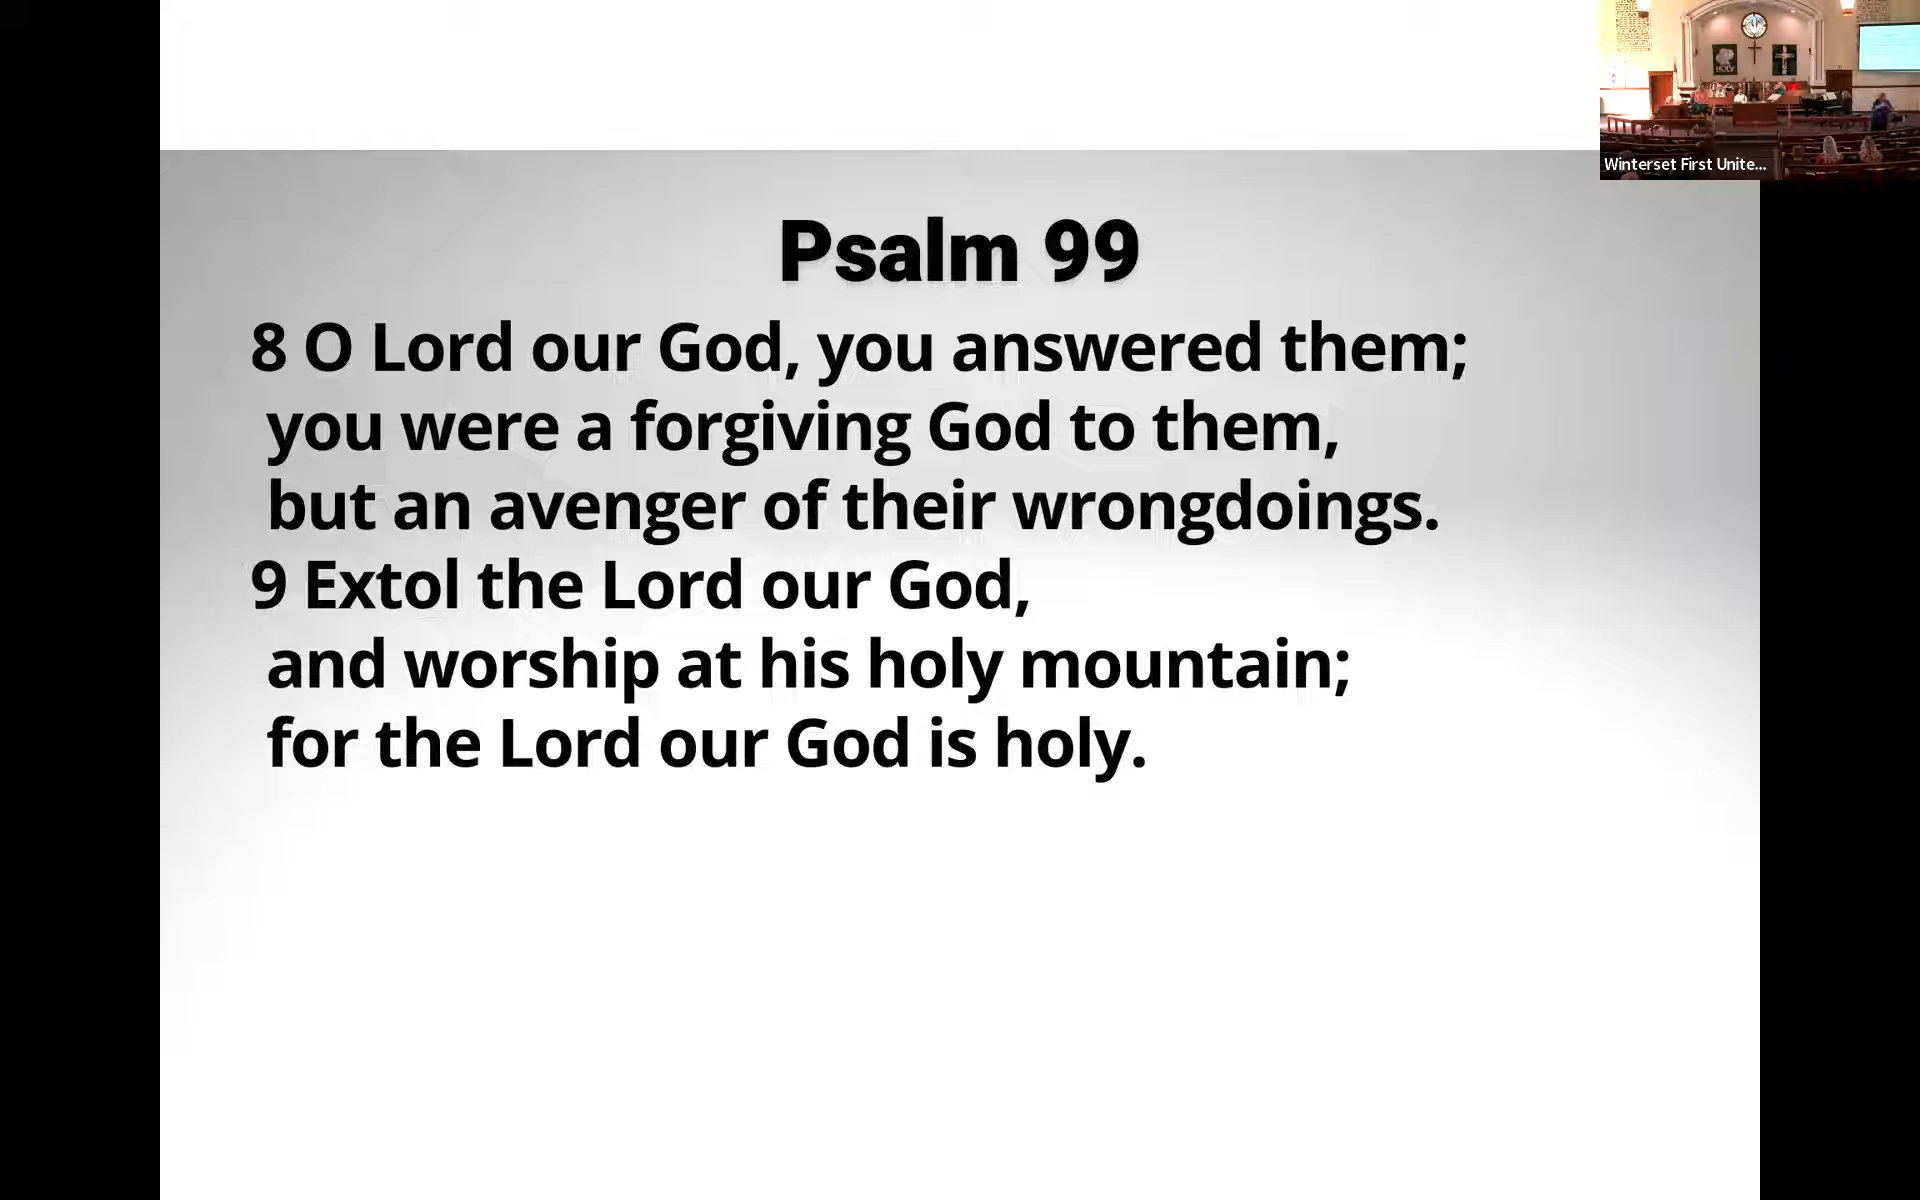 Psalm 99
8 O Lord our God, you answered them;
you were a forgiving God to them,
but an avenger of their wrongdoings.
9 Extol the Lord our God,
and worship at his holy mountain;
for the Lord our God is holy.
HOLY
Winterset First Unite...